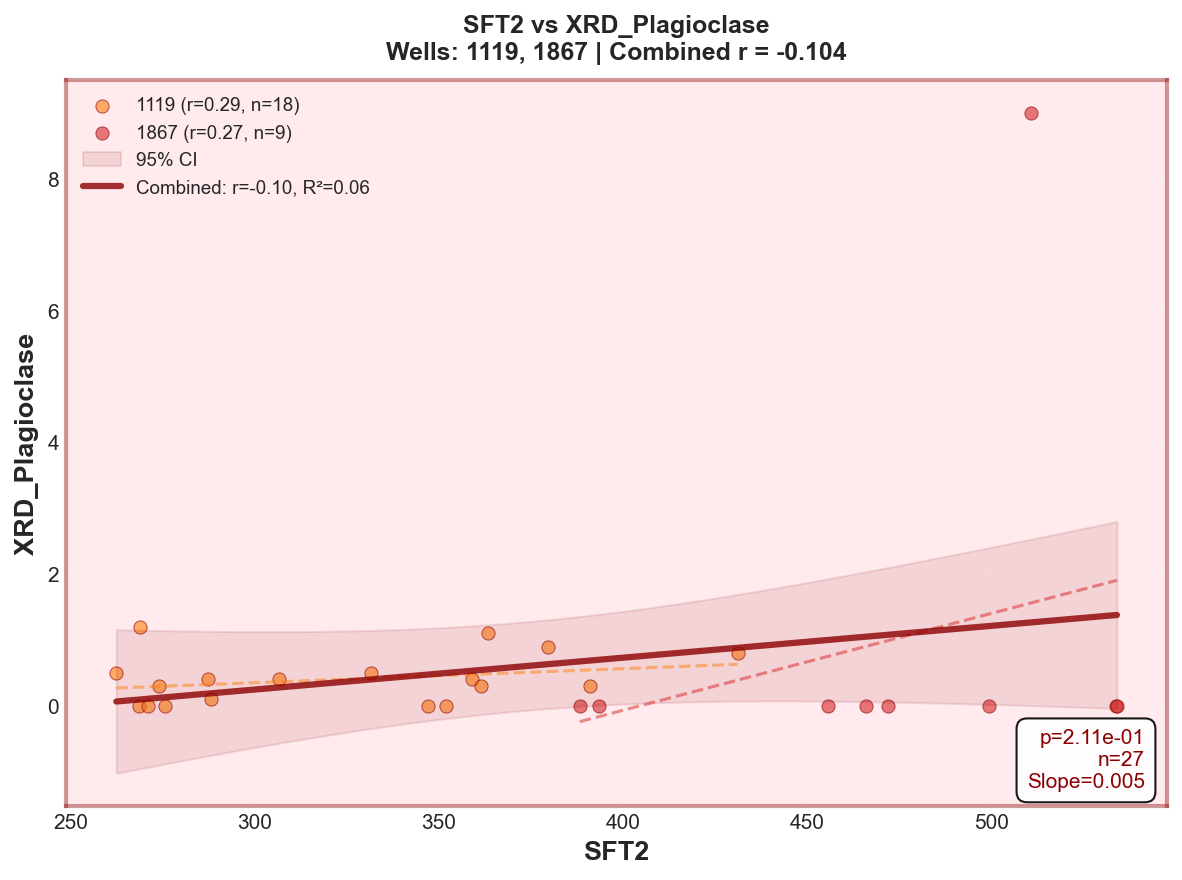 SFT2 vs XRD_Plagioclase
Wells: 1119, 1867 | Combined r = -0.104
1119 (r=0.29, n=18)
1867 (r=0.27, n=9)
95% CI
Combined: r=-0.10, R²=0.06
XRD_Plagioclase
8
6
4
2
0
p=2.11e-01
n=27
Slope=0.005
250 300 350 400 450 500
SFT2